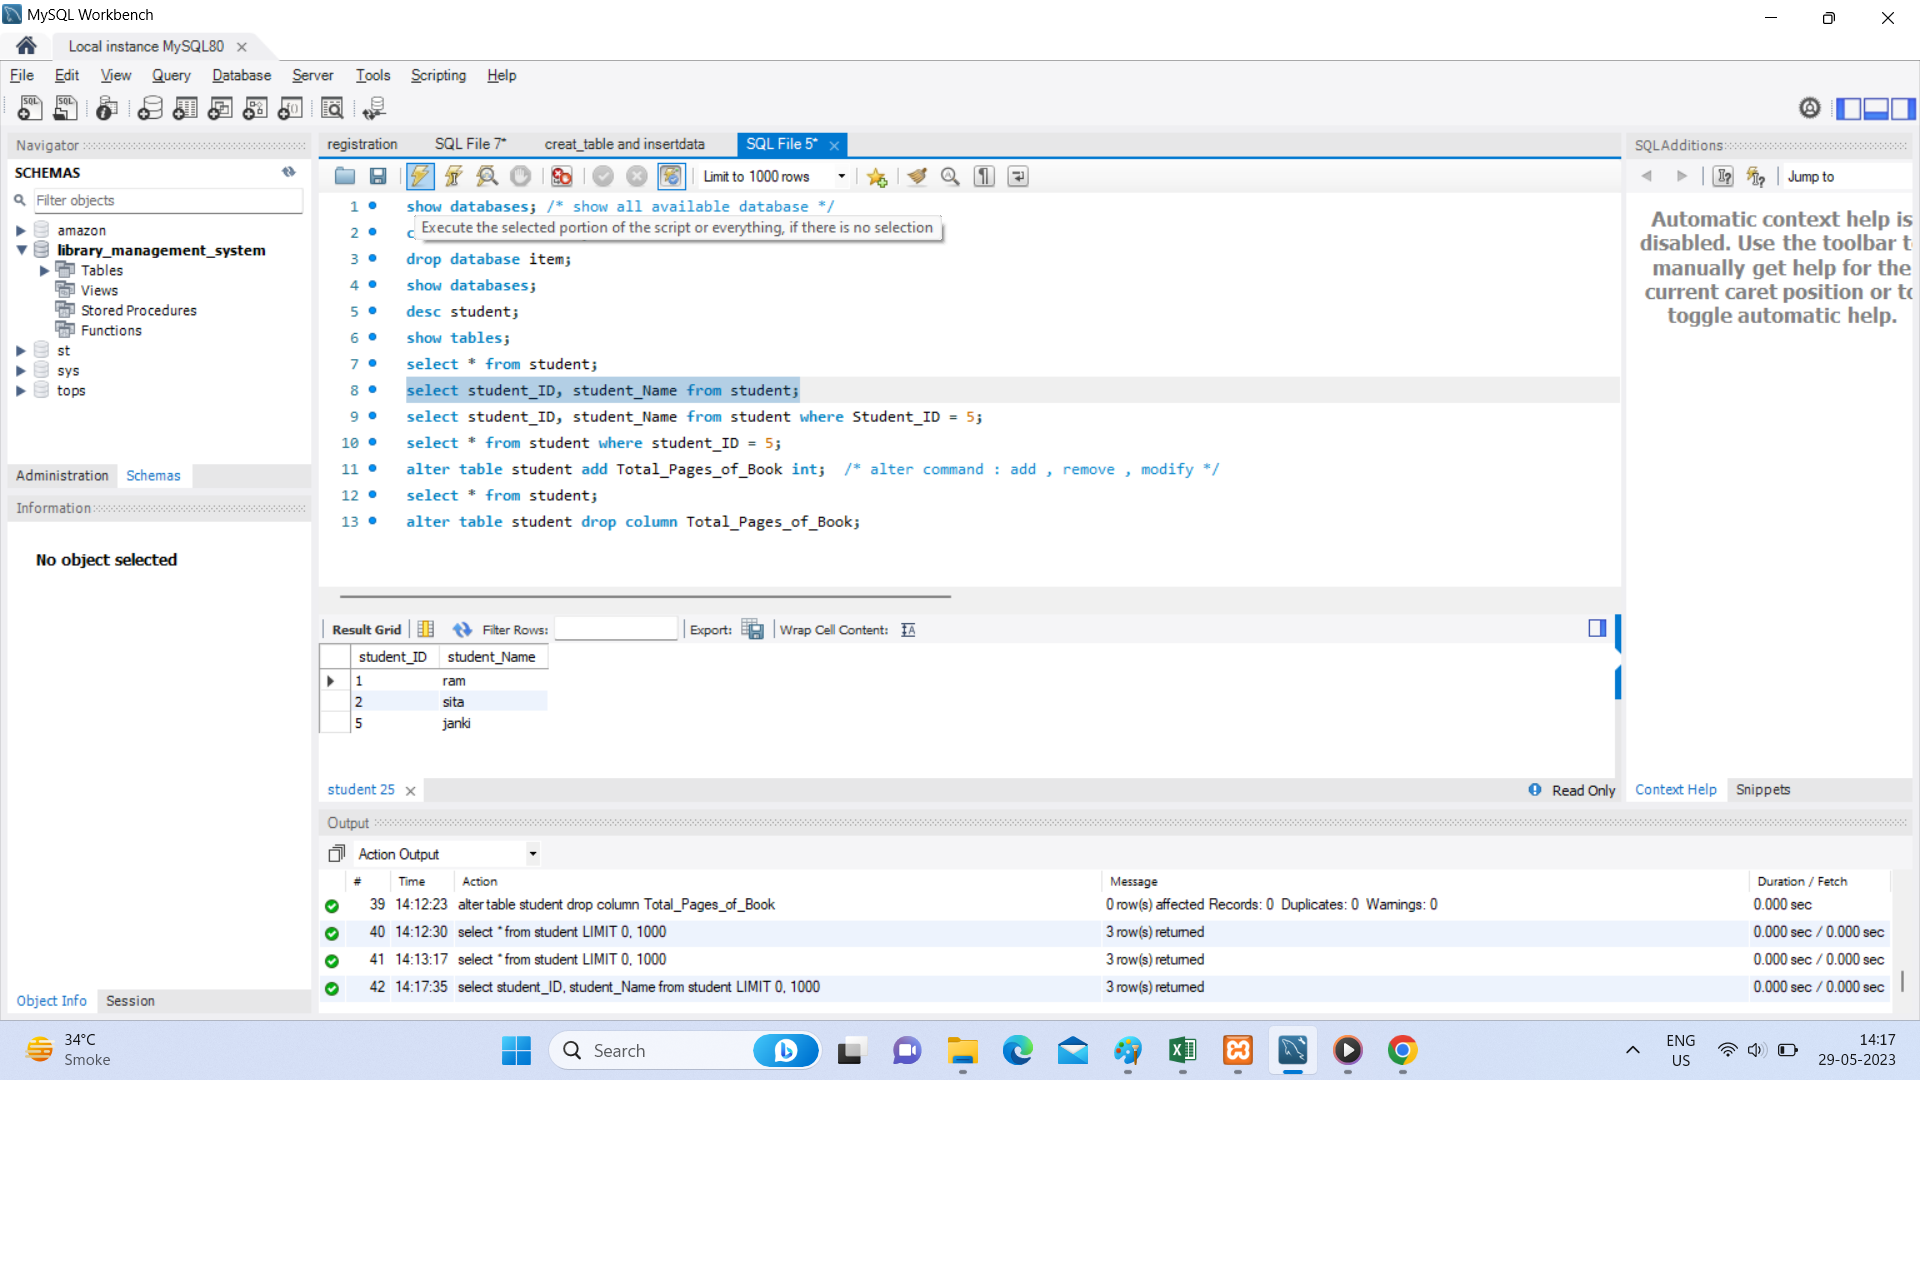 MySQL Workbench
Local instance MySQL80
File Edit View Query Database Server Tools Scripting Help
Navigator
SCHEMAS
Filter objects
amazon
library_management_system
Tables
Views
Stored Procedures
Functions
st
sys
tops
Administration Schemas
Information
No object selected
Object Info Session
registration SQL File 7* creat_table and insertdata SQL File 5*
Limit to 1000 rows
1 show databases; /* show all available database */
Execute the selected portion of the script or everything, if there is no selection
2
3 drop database item;
4 show databases;
5 desc student;
6 show tables;
7 select * from student;
8 select student_ID, student_Name from student;
9 select student_ID, student_Name from student where Student_ID = 5;
10 select * from student where student_ID = 5;
11 alter table student add Total_Pages_of_Book int; /* alter command : add , remove , modify */
12 select * from student;
13 alter table student drop column Total_Pages_of_Book;
Result Grid Filter Rows: Export: Wrap Cell Content:
student_ID student_Name
1 ram
2 sita
5 janki
student 25 Read Only
SQLAdditions
Jump to
Automatic context help is
disabled. Use the toolbar t
manually get help for the
current caret position or to
toggle automatic help.
Context Help Snippets
Output
Action Output
# Time Action Message Duration / Fetch
39 14:12:23 alter table student drop column Total_Pages_of_Book 0 row(s) affected Records: 0 Duplicates: 0 Warnings: 0 0.000 sec
40 14:12:30 select * from student LIMIT 0, 1000 3 row(s) returned 0.000 sec / 0.000 sec
41 14:13:17 select * from student LIMIT 0, 1000 3 row(s) returned 0.000 sec / 0.000 sec
42 14:17:35 select student_ID, student_Name from student LIMIT 0, 1000 3 row(s) returned 0.000 sec / 0.000 sec
34°C
Smoke
Search
ENG
US
14:17
29-05-2023